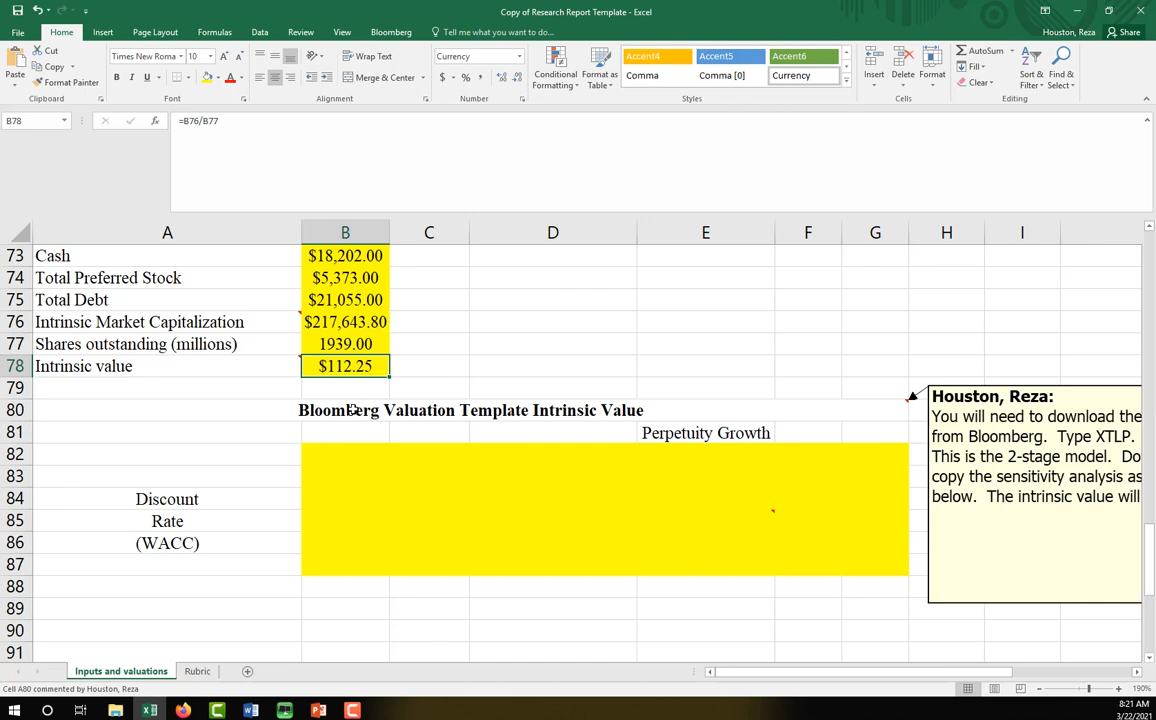 Copy of Research Report Template - Excel
File Home Insert Page Layout Formulas Data Review View Bloomberg Tell me what you want to do... Houston, Reza Share
Paste Cut Copy Format Painter Clipboard
Times New Roma 10 B I U A Font
Wrap Text Merge & Center Alignment
Currency $ % , Number
Conditional Formatting Format as Table
Accent4 Accent5 Accent6
Comma Comma [0] Currency
Styles
Insert Delete Format Cells
AutoSum Fill Clear Sort & Filter Find & Select Editing
B78 fx =B76/B77
A B C D E F G H I
73 Cash $18,202.00
74 Total Preferred Stock $5,373.00
75 Total Debt $21,055.00
76 Intrinsic Market Capitalization $217,643.80
77 Shares outstanding (millions) 1939.00
78 Intrinsic value $112.25
79
80 Bloomberg Valuation Template Intrinsic Value
81 Perpetuity Growth
82
83
84 Discount
85 Rate
86 (WACC)
87
88
89
90
91
Houston, Reza:
You will need to download the
from Bloomberg. Type XTLP.
This is the 2-stage model. Do
copy the sensitivity analysis as
below. The intrinsic value will
Inputs and valuations Rubric
Cell A80 commented by Houston, Reza 190%
8:21 AM
3/22/2021